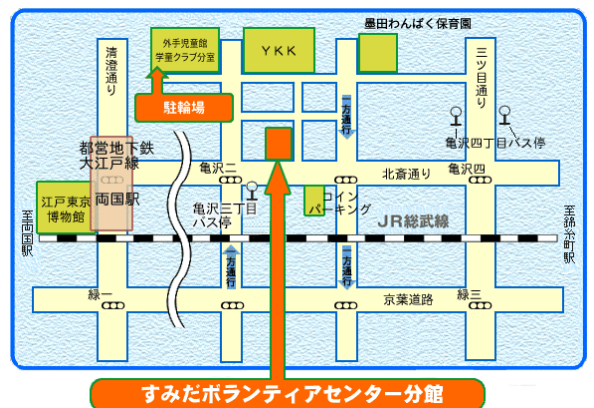 墨田わんぱく保育園
外手児童館
学童クラブ分室
YKK
清澄通り
三ツ目通り
駐輪場
一方通行
亀沢四丁目バス停
都営地下鉄
大江戸線
両国駅
亀沢二
北斎通り
亀沢四
江戸東京
博物館
亀沢三丁目
バス停
コイン
パーキング
至両国駅
JR総武線
至錦糸町駅
一方通行
一方通行
緑一
京葉道路
緑三
すみだボランティアセンター分館